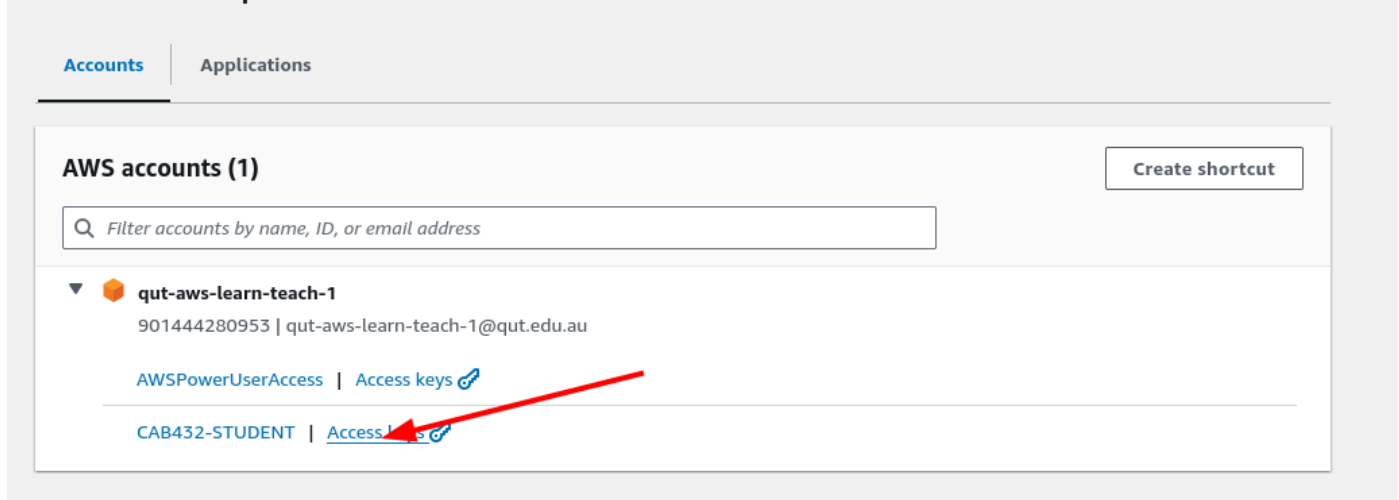 Accounts
Applications
AWS accounts (1)
Create shortcut
Filter accounts by name, ID, or email address
qut-aws-learn-teach-1
901444280953 | qut-aws-learn-teach-1@qut.edu.au
AWSPowerUserAccess | Access keys
CAB432-STUDENT | Access